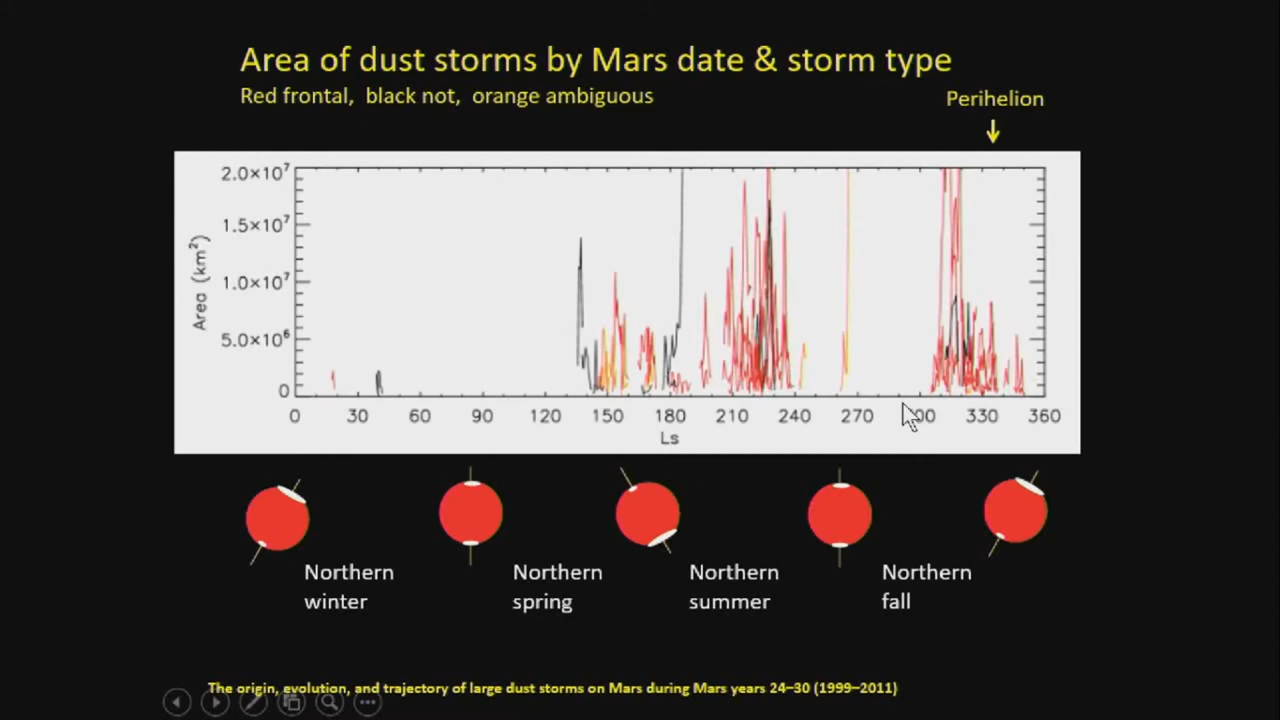 Area of dust storms by Mars date & storm type
Red frontal, black not, orange ambiguous
Perihelion
2.0×10⁷
1.5×10⁷
1.0×10⁷
5.0×10⁶
0
Area (km²)
0 30 60 90 120 150 180 210 240 270 300 330 360
Ls
Northern winter
Northern spring
Northern summer
Northern fall
The origin, evolution, and trajectory of large dust storms on Mars during Mars years 24–30 (1999–2011)